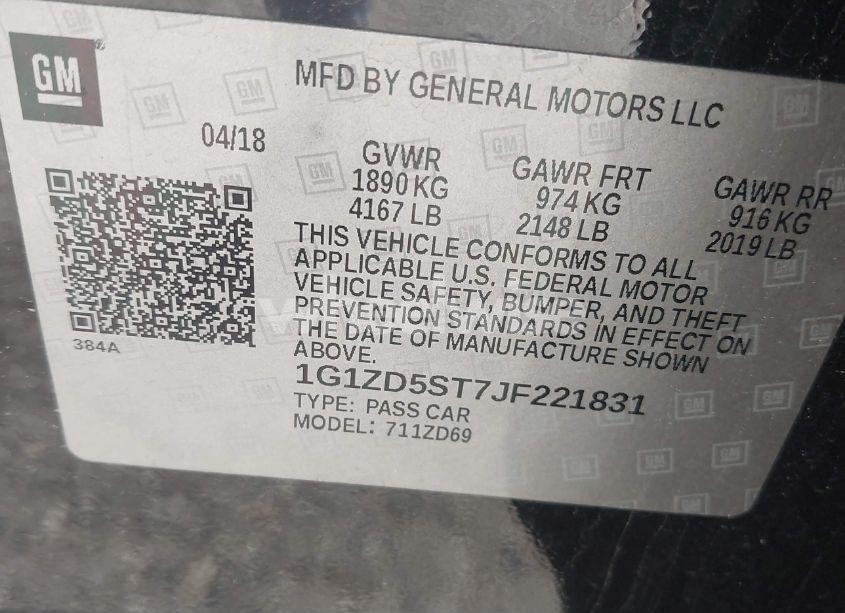 GM
MFD BY GENERAL MOTORS LLC
04/18
GVWR
1890 KG
4167 LB
GAWR FRT
974 KG
2148 LB
GAWR RR
916 KG
2019 LB
THIS VEHICLE CONFORMS TO ALL
APPLICABLE U.S. FEDERAL MOTOR
VEHICLE SAFETY, BUMPER, AND THEFT
PREVENTION STANDARDS IN EFFECT ON
THE DATE OF MANUFACTURE SHOWN
ABOVE.
384A
1G1ZD5ST7JF221831
TYPE: PASS CAR
MODEL: 711ZD69